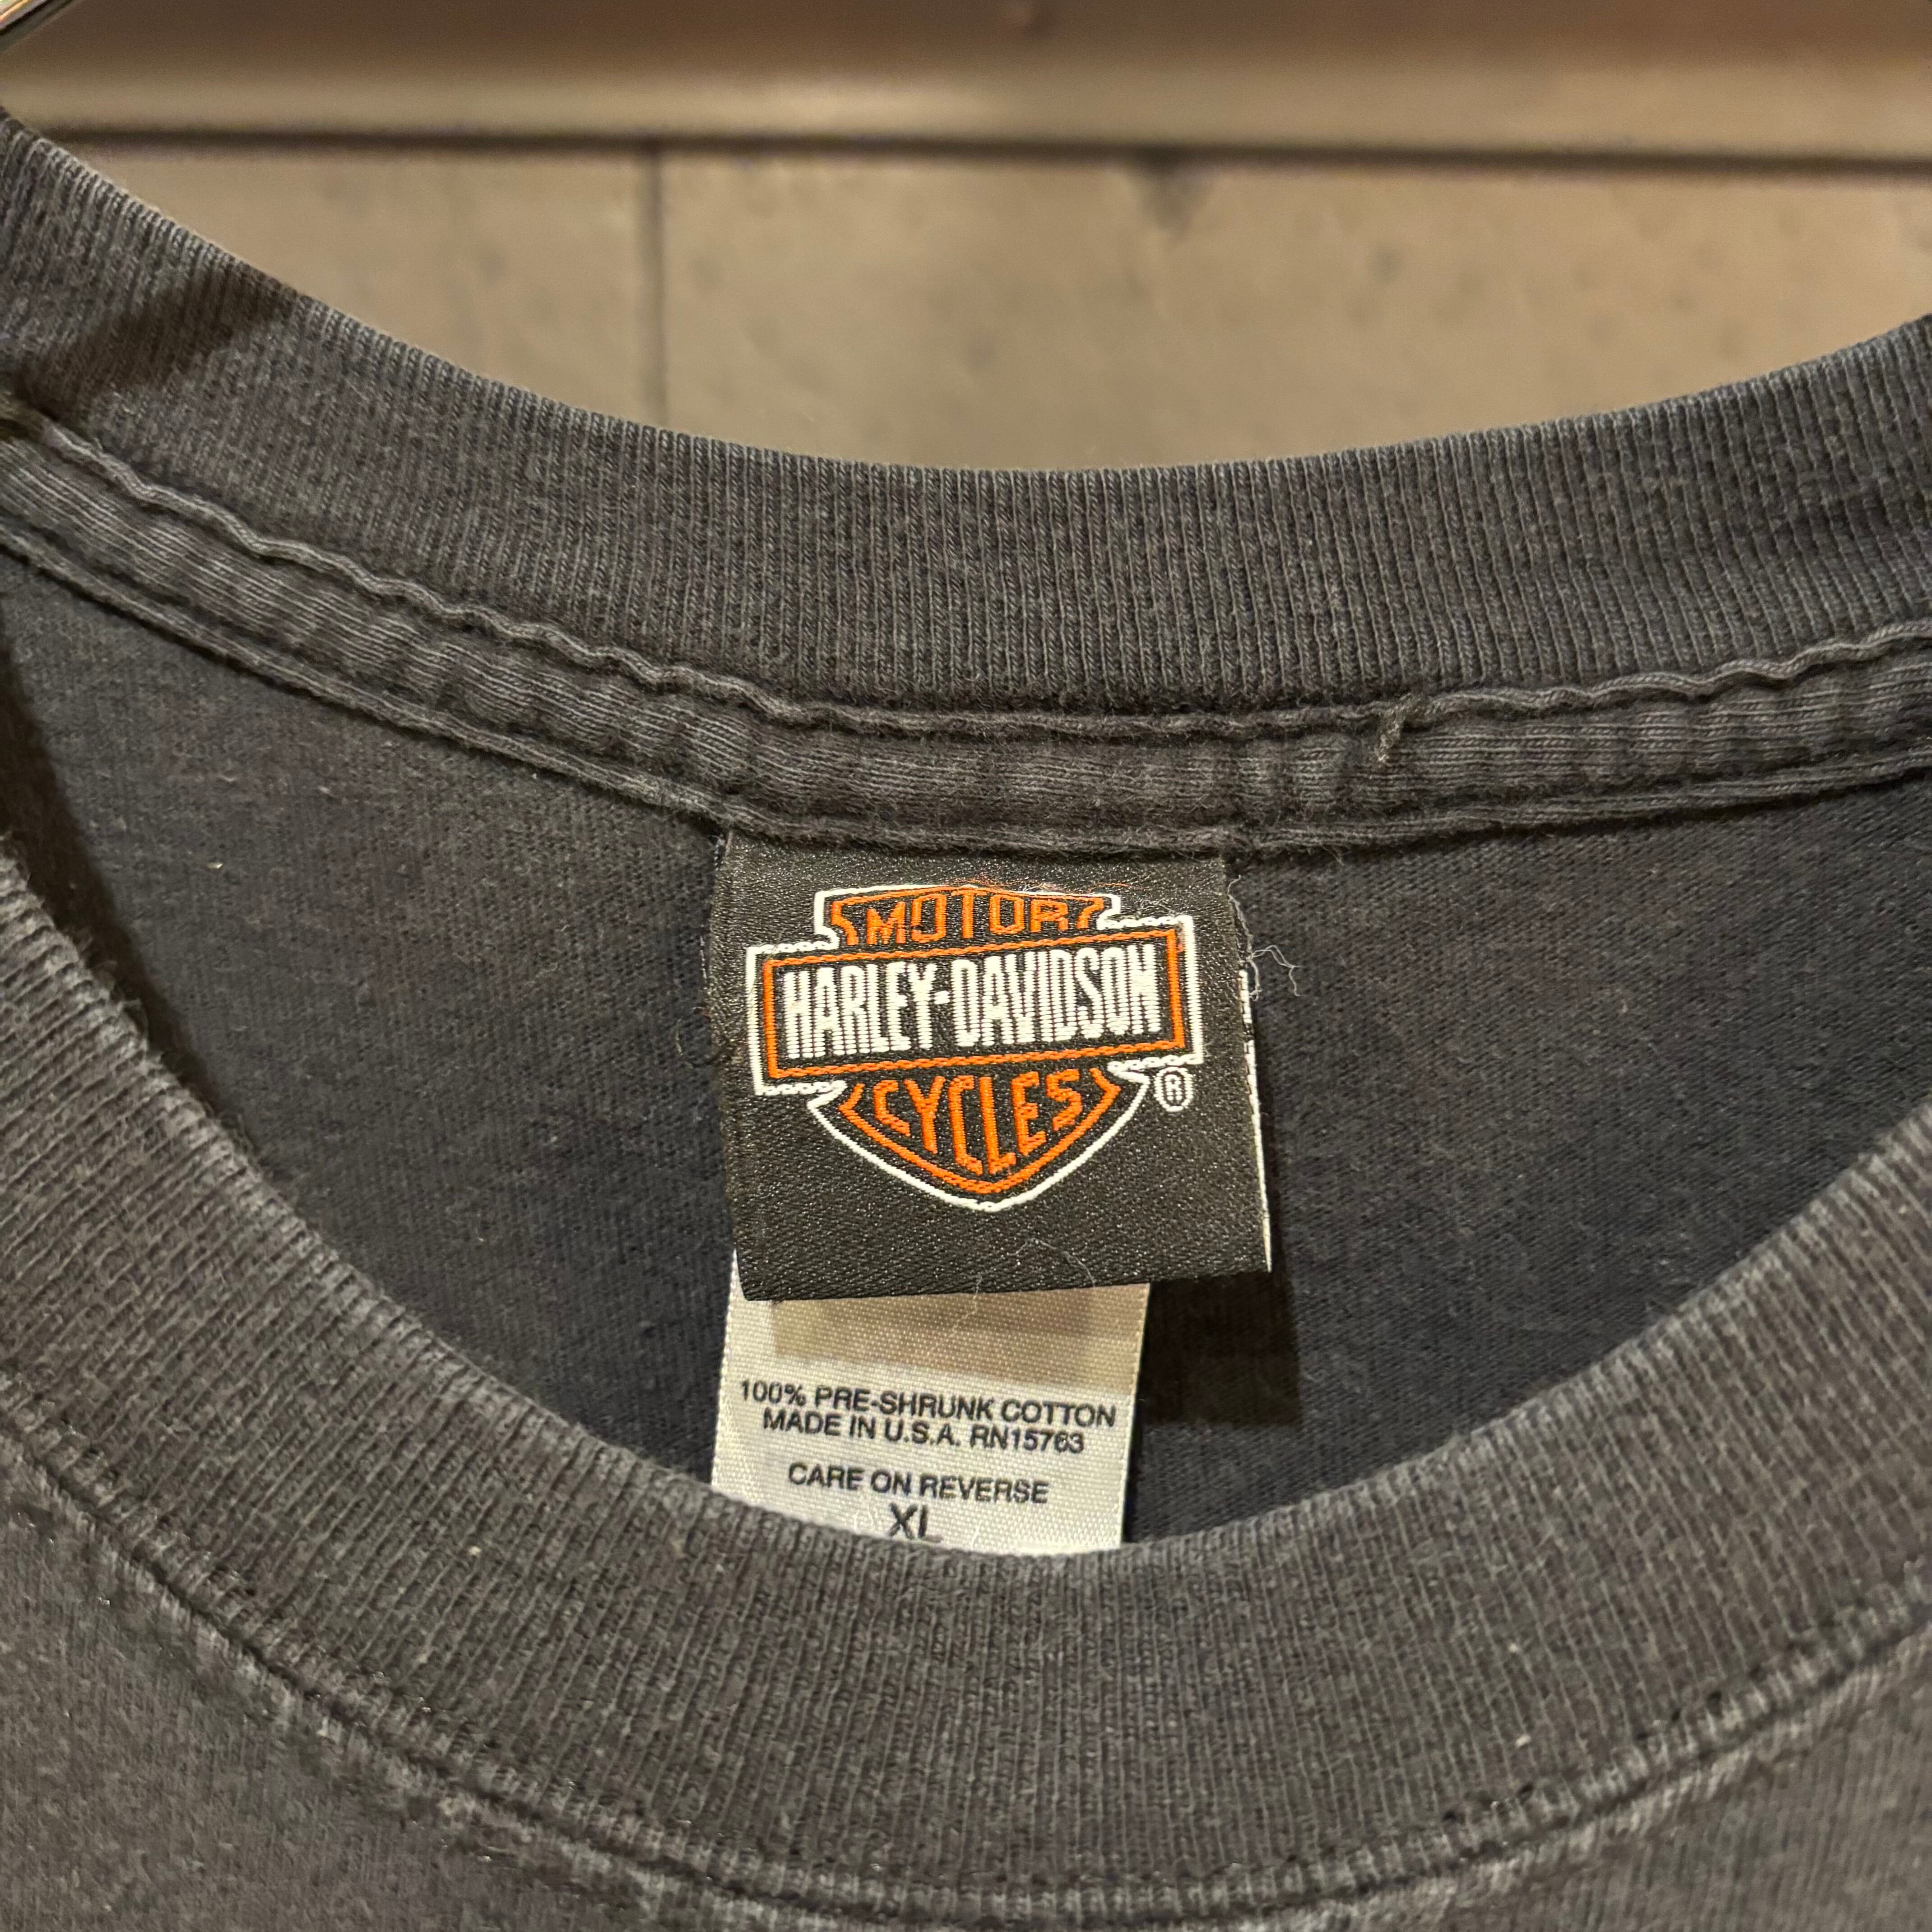 MOTOR
HARLEY-DAVIDSON
CYCLES
®
100% PRE-SHRUNK COTTON
MADE IN U.S.A. RN15763
CARE ON REVERSE
XL